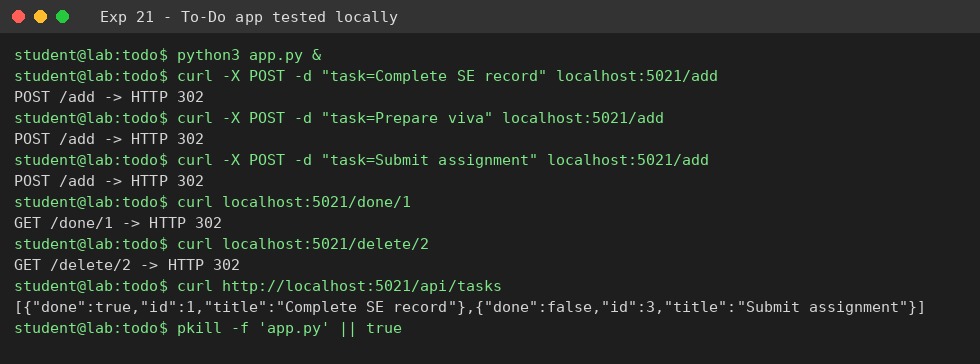 Exp 21 - To-Do app tested locally
student@lab:todo$ python3 app.py &
student@lab:todo$ curl -X POST -d "task=Complete SE record" localhost:5021/add
POST /add -> HTTP 302
student@lab:todo$ curl -X POST -d "task=Prepare viva" localhost:5021/add
POST /add -> HTTP 302
student@lab:todo$ curl -X POST -d "task=Submit assignment" localhost:5021/add
POST /add -> HTTP 302
student@lab:todo$ curl localhost:5021/done/1
GET /done/1 -> HTTP 302
student@lab:todo$ curl localhost:5021/delete/2
GET /delete/2 -> HTTP 302
student@lab:todo$ curl http://localhost:5021/api/tasks
[{"done":true,"id":1,"title":"Complete SE record"},{"done":false,"id":3,"title":"Submit assignment"}]
student@lab:todo$ pkill -f 'app.py' || true